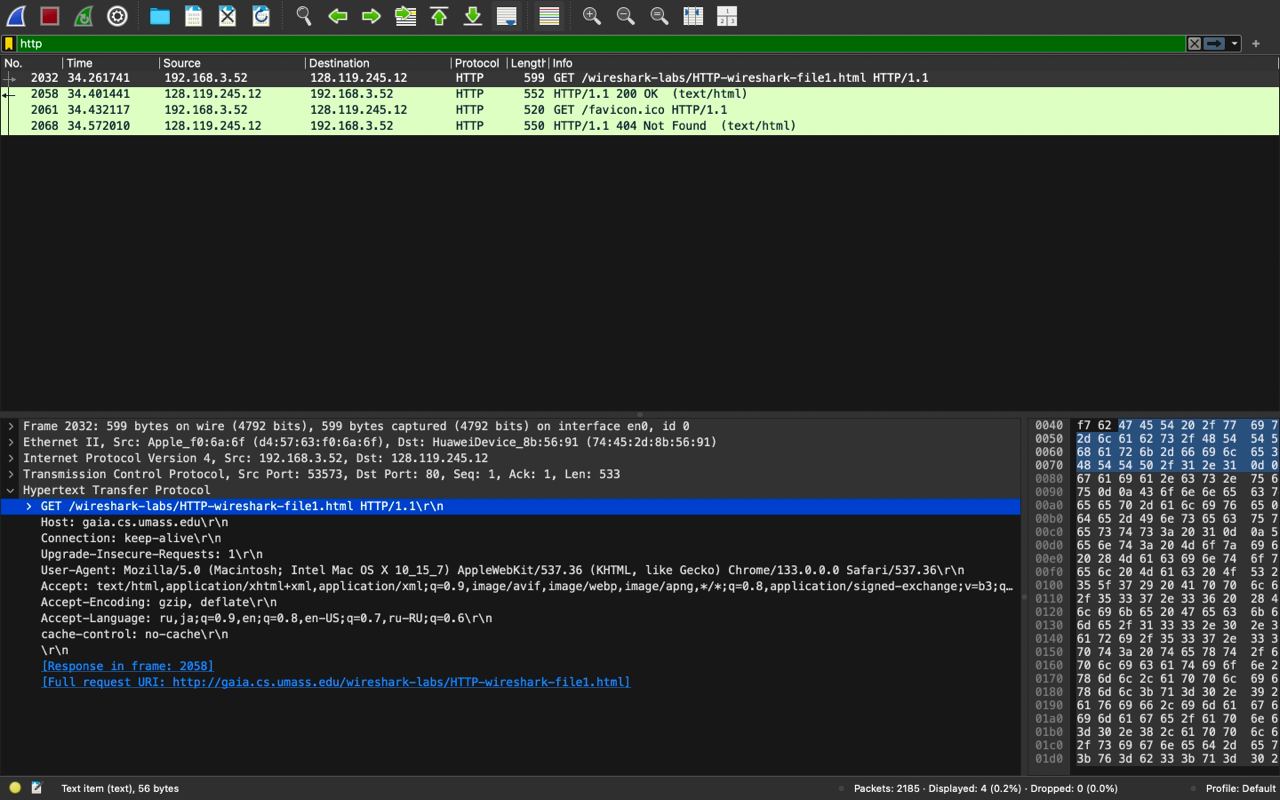 http
No. Time Source Destination Protocol Length Info
2032 34.261741 192.168.3.52 128.119.245.12 HTTP 599 GET /wireshark-labs/HTTP-wireshark-file1.html HTTP/1.1
2058 34.401441 128.119.245.12 192.168.3.52 HTTP 552 HTTP/1.1 200 OK (text/html)
2061 34.432117 192.168.3.52 128.119.245.12 HTTP 520 GET /favicon.ico HTTP/1.1
2068 34.572010 128.119.245.12 192.168.3.52 HTTP 550 HTTP/1.1 404 Not Found (text/html)
Frame 2032: 599 bytes on wire (4792 bits), 599 bytes captured (4792 bits) on interface en0, id 0
Ethernet II, Src: Apple_f0:6a:6f (d4:57:63:f0:6a:6f), Dst: HuaweiDevice_8b:56:91 (74:45:2d:8b:56:91)
Internet Protocol Version 4, Src: 192.168.3.52, Dst: 128.119.245.12
Transmission Control Protocol, Src Port: 53573, Dst Port: 80, Seq: 1, Ack: 1, Len: 533
Hypertext Transfer Protocol
GET /wireshark-labs/HTTP-wireshark-file1.html HTTP/1.1\r\n
Host: gaia.cs.umass.edu\r\n
Connection: keep-alive\r\n
Upgrade-Insecure-Requests: 1\r\n
User-Agent: Mozilla/5.0 (Macintosh; Intel Mac OS X 10_15_7) AppleWebKit/537.36 (KHTML, like Gecko) Chrome/133.0.0.0 Safari/537.36\r\n
Accept: text/html,application/xhtml+xml,application/xml;q=0.9,image/avif,image/webp,image/apng,*/*;q=0.8,application/signed-exchange;v=b3;q…
Accept-Encoding: gzip, deflate\r\n
Accept-Language: ru,ja;q=0.9,en;q=0.8,en-US;q=0.7,ru-RU;q=0.6\r\n
cache-control: no-cache\r\n
\r\n
[Response in frame: 2058]
[Full request URI: http://gaia.cs.umass.edu/wireshark-labs/HTTP-wireshark-file1.html]
0040 f7 62 47 45 54 20 2f 77 69 7
0050 2d 6c 61 62 73 2f 48 54 54 5
0060 68 61 72 6b 2d 66 69 6c 65 3
0070 48 54 54 50 2f 31 2e 31 0d 0
0080 67 61 69 61 2e 63 73 2e 75 6
0090 75 0d 0a 43 6f 6e 6e 65 63 7
00a0 65 65 70 2d 61 6c 69 76 65 0
00b0 64 65 2d 49 6e 73 65 63 75 7
00c0 65 73 74 73 3a 20 31 0d 0a 5
00d0 65 6e 74 3a 20 4d 6f 7a 69 6
00e0 20 28 4d 61 63 69 6e 74 6f 7
00f0 65 6c 20 4d 61 63 20 4f 53 2
0100 35 5f 37 29 20 41 70 70 6c 6
0110 2f 35 33 37 2e 33 36 20 28 4
0120 6c 69 6b 65 20 47 65 63 6b 6
0130 6d 65 2f 31 33 33 2e 30 2e 3
0140 61 72 69 2f 35 33 37 2e 33 3
0150 70 74 3a 20 74 65 78 74 2f 6
0160 70 6c 69 63 61 74 69 6f 6e 2
0170 78 6d 6c 2c 61 70 70 6c 69 6
0180 78 6d 6c 3b 71 3d 30 2e 39 2
0190 61 76 69 66 2c 69 6d 61 67 6
01a0 69 6d 61 67 65 2f 61 70 6e 6
01b0 3d 30 2e 38 2c 61 70 70 6c 6
01c0 2f 73 69 67 6e 65 64 2d 65 7
01d0 3b 76 3d 62 33 3b 71 3d 30 2
Text item (text), 56 bytes
Packets: 2185 · Displayed: 4 (0.2%) · Dropped: 0 (0.0%)
Profile: Default